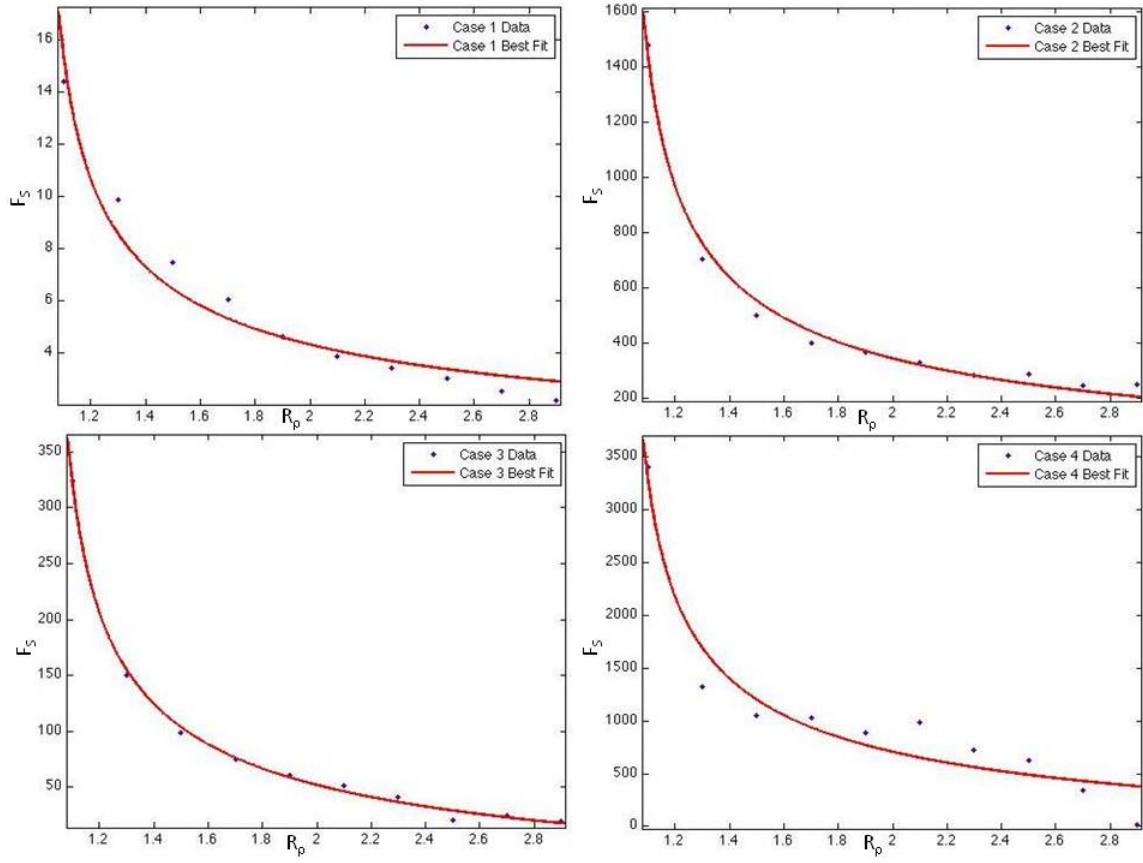 Case 1 Data
Case 1 Best Fit
16
14
12
10
8
6
4
F_S
1.2 1.4 1.6 1.8 2 2.2 2.4 2.6 2.8
R_ρ
Case 2 Data
Case 2 Best Fit
1600
1400
1200
1000
800
600
400
200
F_S
1.2 1.4 1.6 1.8 2 2.2 2.4 2.6 2.8
R_ρ
Case 3 Data
Case 3 Best Fit
350
300
250
200
150
100
50
F_S
1.2 1.4 1.6 1.8 2 2.2 2.4 2.6 2.8
R_ρ
Case 4 Data
Case 4 Best Fit
3500
3000
2500
2000
1500
1000
500
0
F_S
1.2 1.4 1.6 1.8 2 2.2 2.4 2.6 2.8
R_ρ